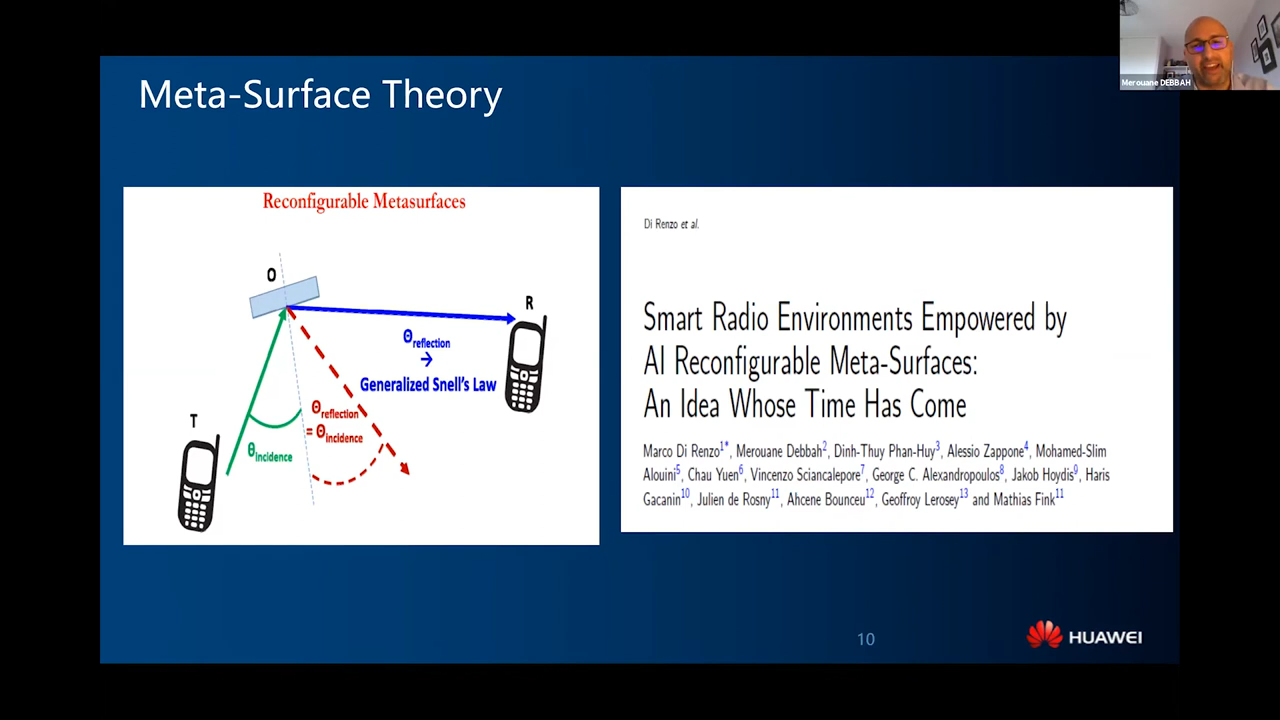 Meta-Surface Theory
Merouane DEBBAH
Reconfigurable Metasurfaces
O
R
T
Θreflection
→
Generalized Snell's Law
Θreflection
= Θincidence
θincidence
Di Renzo et al.
Smart Radio Environments Empowered by
AI Reconfigurable Meta-Surfaces:
An Idea Whose Time Has Come
Marco Di Renzo1*, Merouane Debbah2, Dinh-Thuy Phan-Huy3, Alessio Zappone4, Mohamed-Slim
Alouini5, Chau Yuen6, Vincenzo Sciancalepore7, George C. Alexandropoulos8, Jakob Hoydis9, Haris
Gacanin10, Julien de Rosny11, Ahcene Bounceu12, Geoffroy Lerosey13 and Mathias Fink11
10
HUAWEI